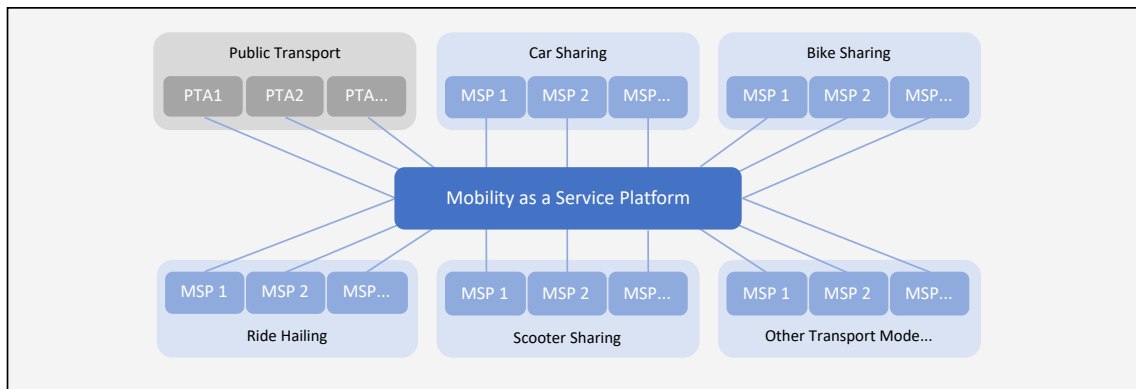 Public Transport
PTA1 PTA2 PTA...
Car Sharing
MSP 1 MSP 2 MSP...
Bike Sharing
MSP 1 MSP 2 MSP...
Mobility as a Service Platform
MSP 1 MSP 2 MSP...
Ride Hailing
MSP 1 MSP 2 MSP...
Scooter Sharing
MSP 1 MSP 2 MSP...
Other Transport Mode...